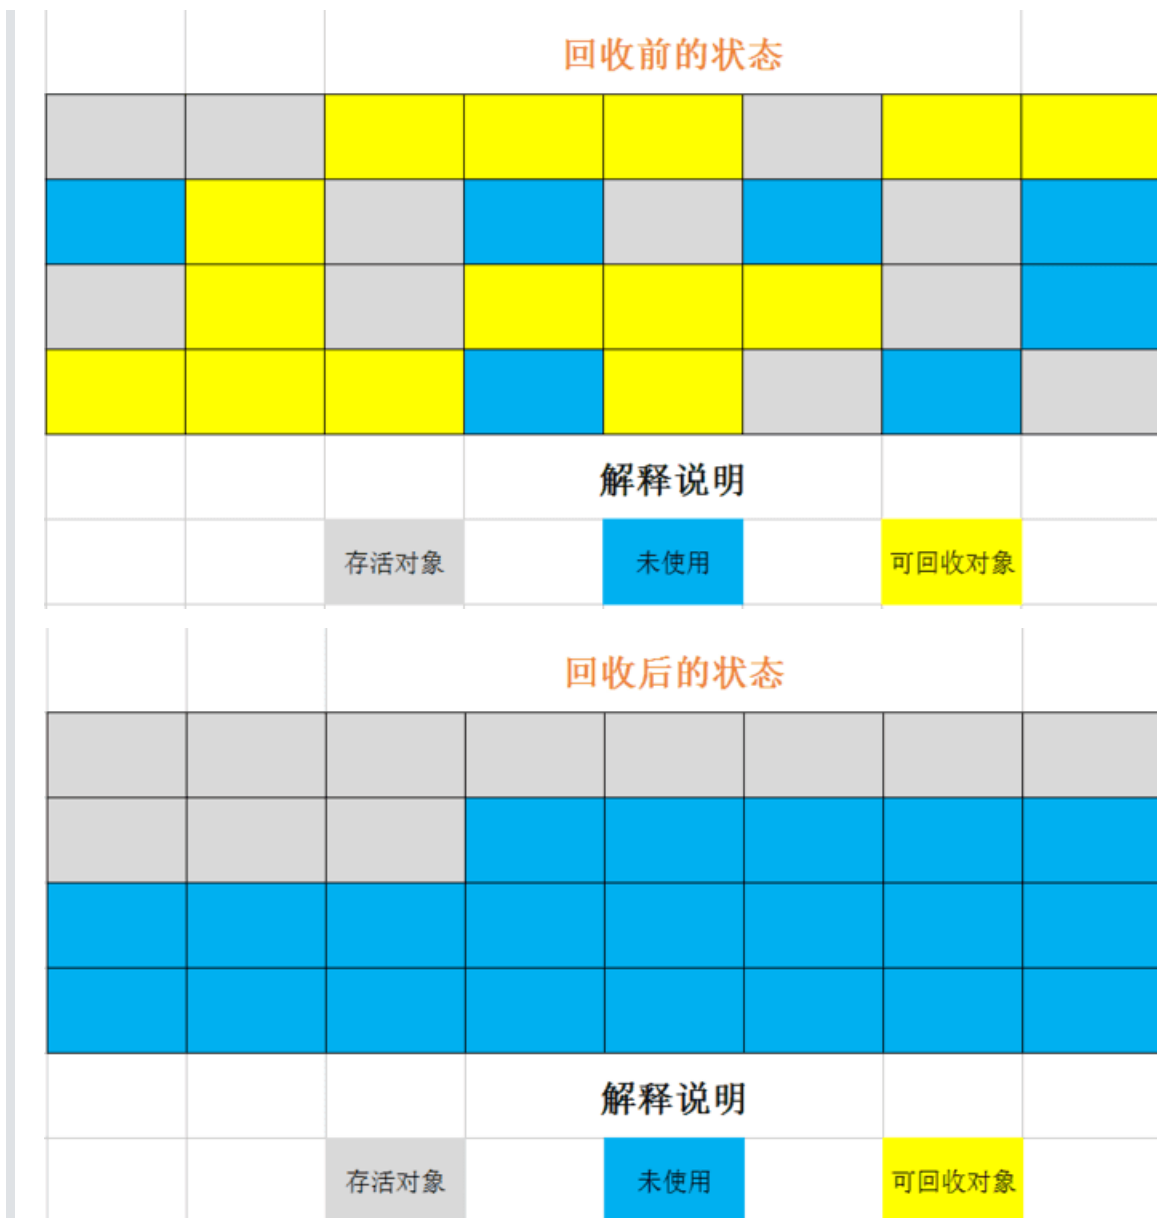 回收前的状态
解释说明
存活对象 未使用 可回收对象
回收后的状态
解释说明
存活对象 未使用 可回收对象